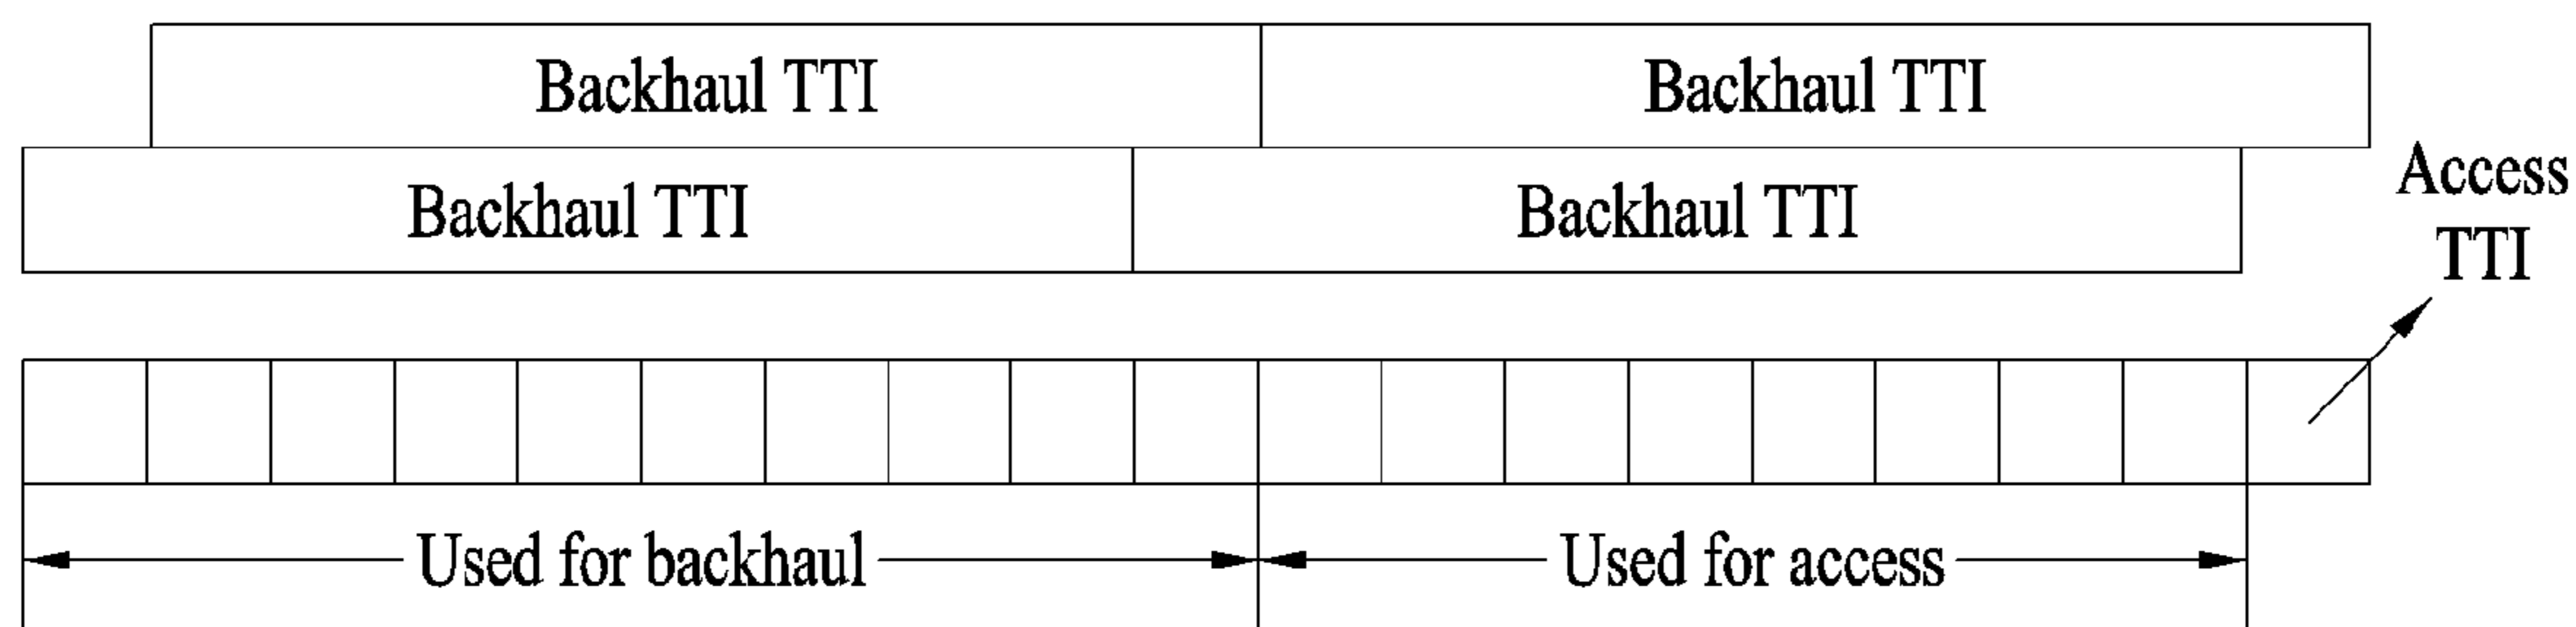 Backhaul TTI Backhaul TTI
Backhaul TTI Backhaul TTI
Access
TTI
Used for backhaul Used for access